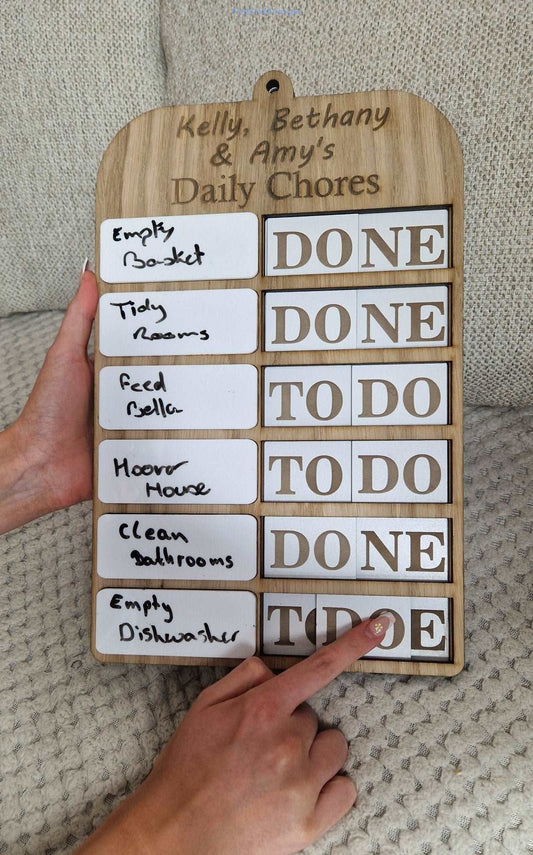 Kelly, Bethany
& Amy's
Daily Chores
Empty
Basket
DONE
Tidy
Rooms
DONE
Feed
Bella
TO DO
Hoover
House
TO DO
Clean
Bathrooms
DONE
Empty
Dishwasher
T DOE